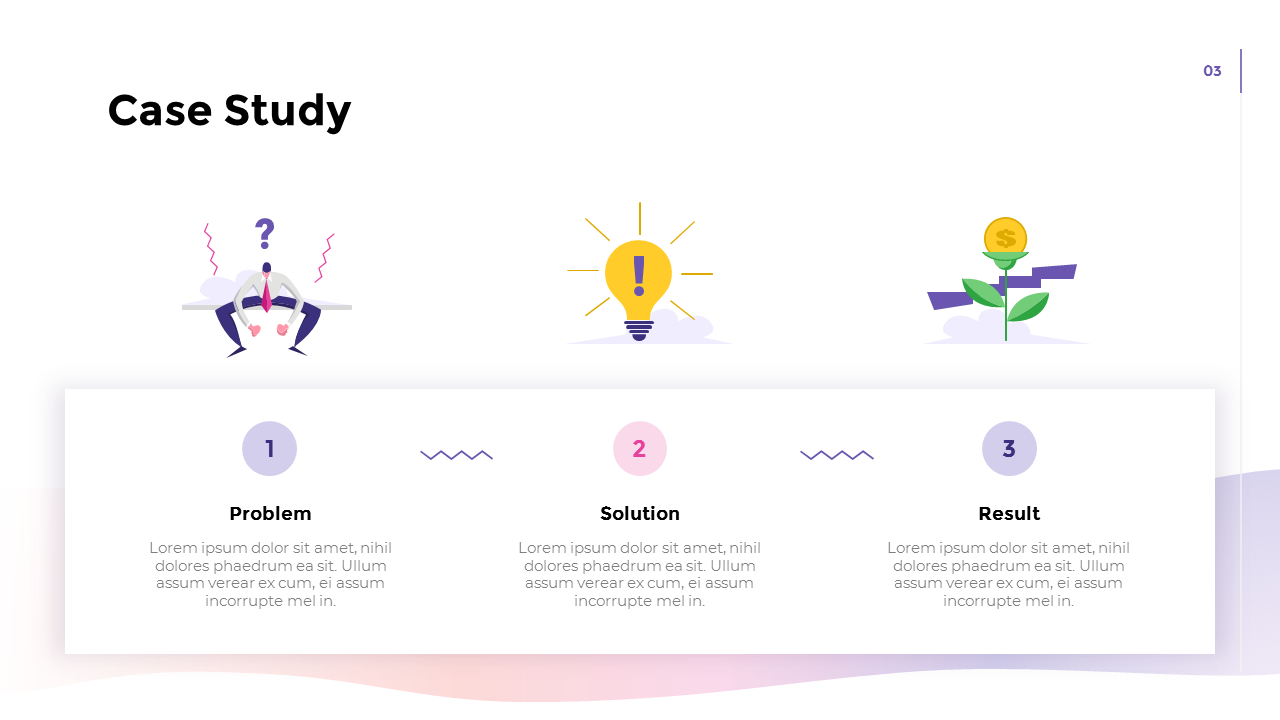 03
Case Study
?
!
$
1
2
3
Problem
Lorem ipsum dolor sit amet, nihil
dolores phaedrum ea sit. Ullum
assum verear ex cum, ei assum
incorrupte mel in.
Solution
Lorem ipsum dolor sit amet, nihil
dolores phaedrum ea sit. Ullum
assum verear ex cum, ei assum
incorrupte mel in.
Result
Lorem ipsum dolor sit amet, nihil
dolores phaedrum ea sit. Ullum
assum verear ex cum, ei assum
incorrupte mel in.